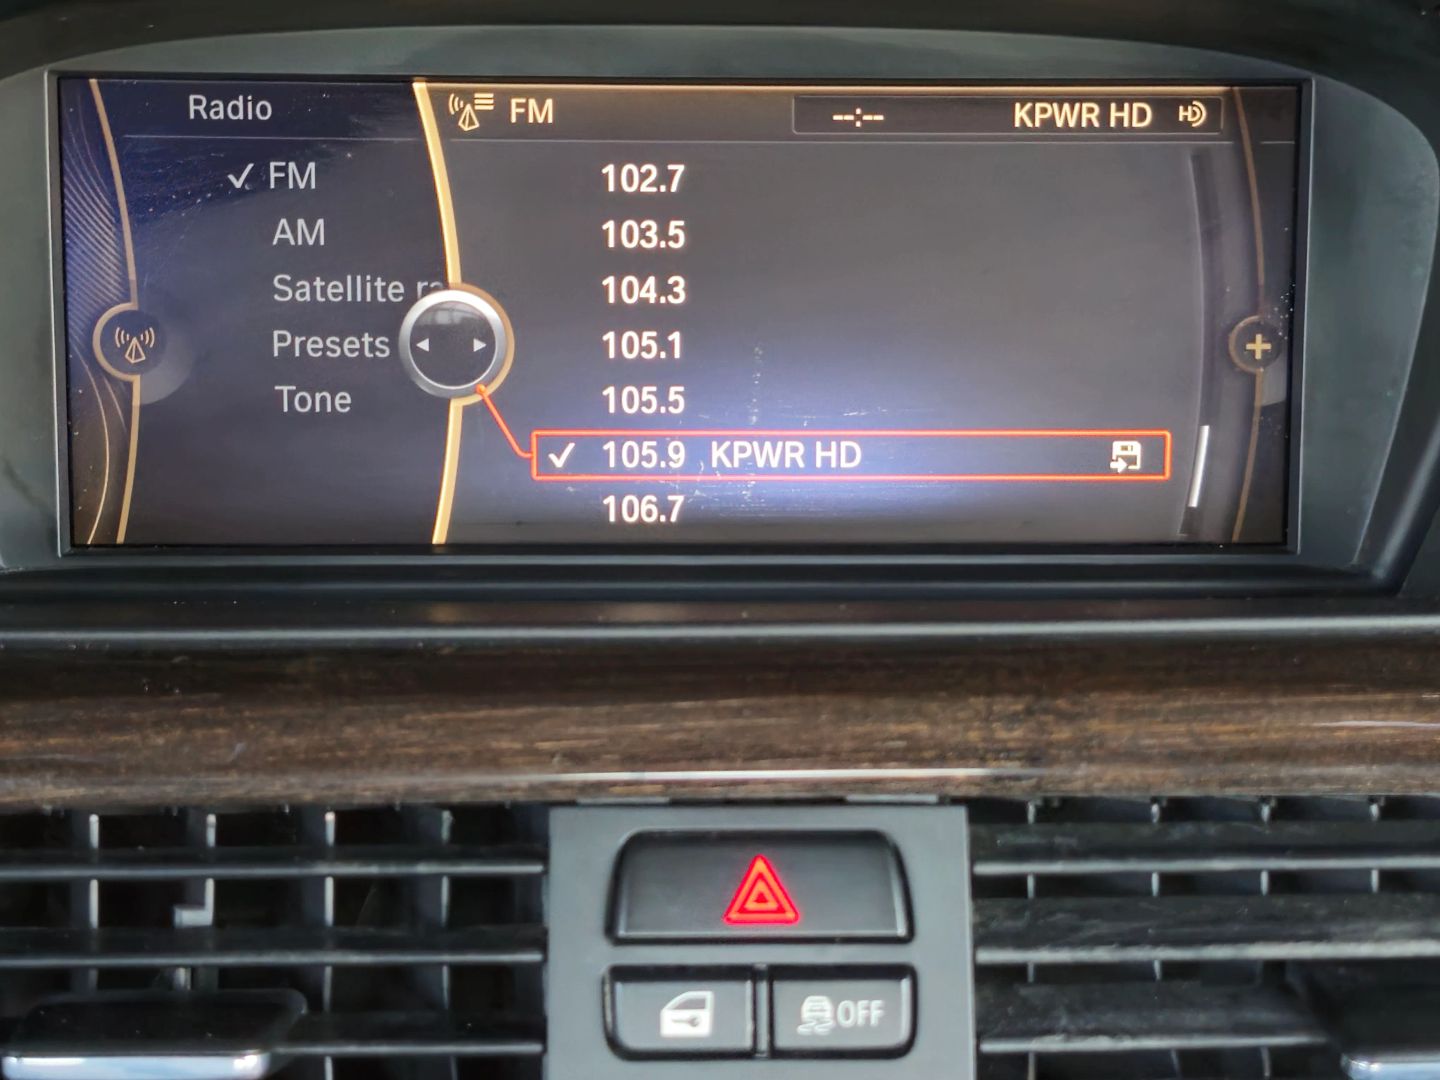 Radio
FM
AM
Satellite
Presets
Tone
FM
--:--
KPWR HD
HD
102.7
103.5
104.3
105.1
105.5
105.9 KPWR HD
106.7
OFF